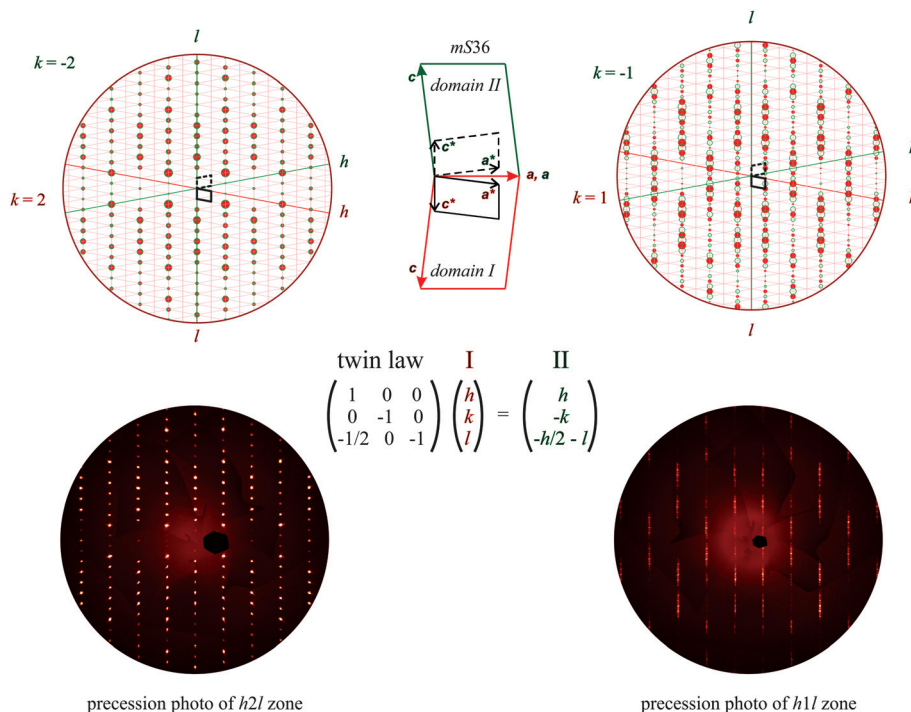 l
mS36
l
k = -2
k = -1
c
domain II
c*
a*
h
h
a, a
k = 2
k = 1
a*
c*
h
c
domain I
l
l
twin law I II
1 0 0 h h
0 -1 0 k = -k
-1/2 0 -1 l -h/2 - l
precession photo of h2l zone
precession photo of h1l zone